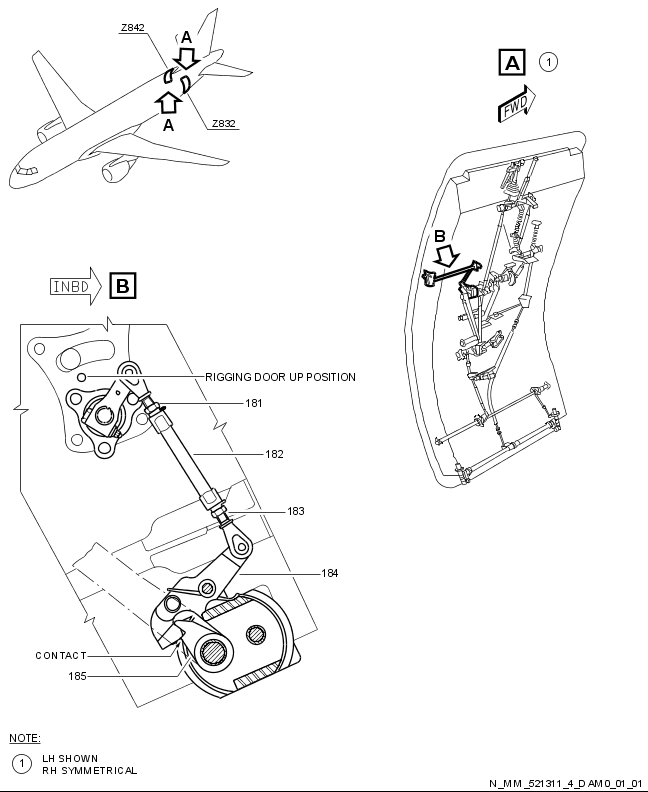 Z842
A
A
Z832
A 1
FWD
B
INBD B
RIGGING DOOR UP POSITION
181
182
183
184
CONTACT
185
NOTE:
1 LH SHOWN
RH SYMMETRICAL
N_MM_521311_4_DAM0_01_01